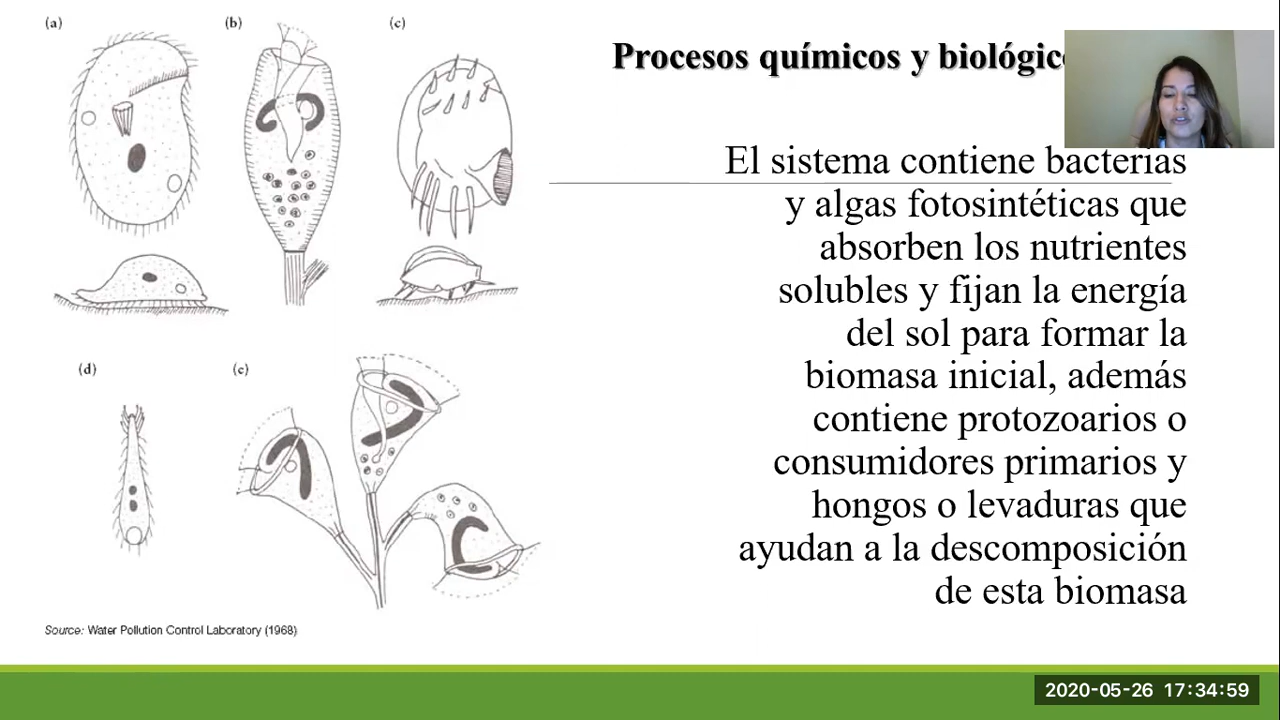 (a)
(b)
(c)
Procesos químicos y
El sistema contiene bacterias
y algas fotosintéticas que
absorben los nutrientes
solubles y fijan la energía
del sol para formar la
biomasa inicial, además
contiene protozoarios o
consumidores primarios y
hongos o levaduras que
ayudan a la descomposición
de esta biomasa
(d)
(e)
Source: Water Pollution Control Laboratory (1968)
2020-05-26 17:34:59